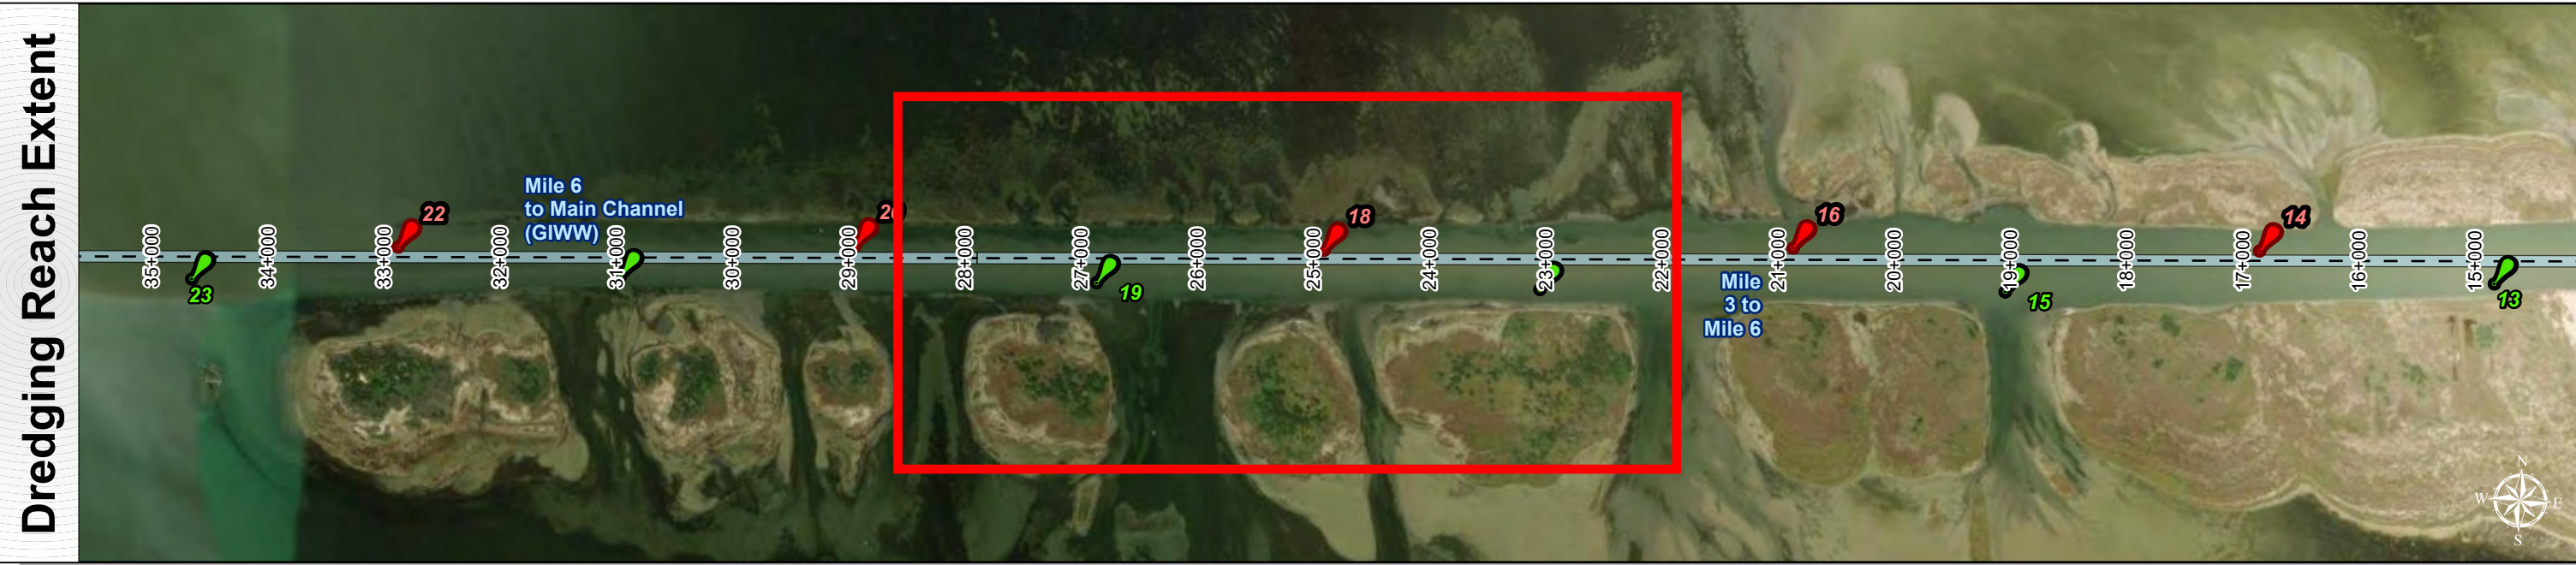 Dredging Reach Extent
22
Mile 6
to Main Channel
(GIWW)
20
18
16
14
35+000
34+000
33+000
32+000
31+000
30+000
29+000
28+000
27+000
26+000
25+000
24+000
23+000
22+000
21+000
20+000
19+000
18+000
17+000
16+000
15+000
23
19
Mile
3 to
Mile 6
15
13
N
W
E
S